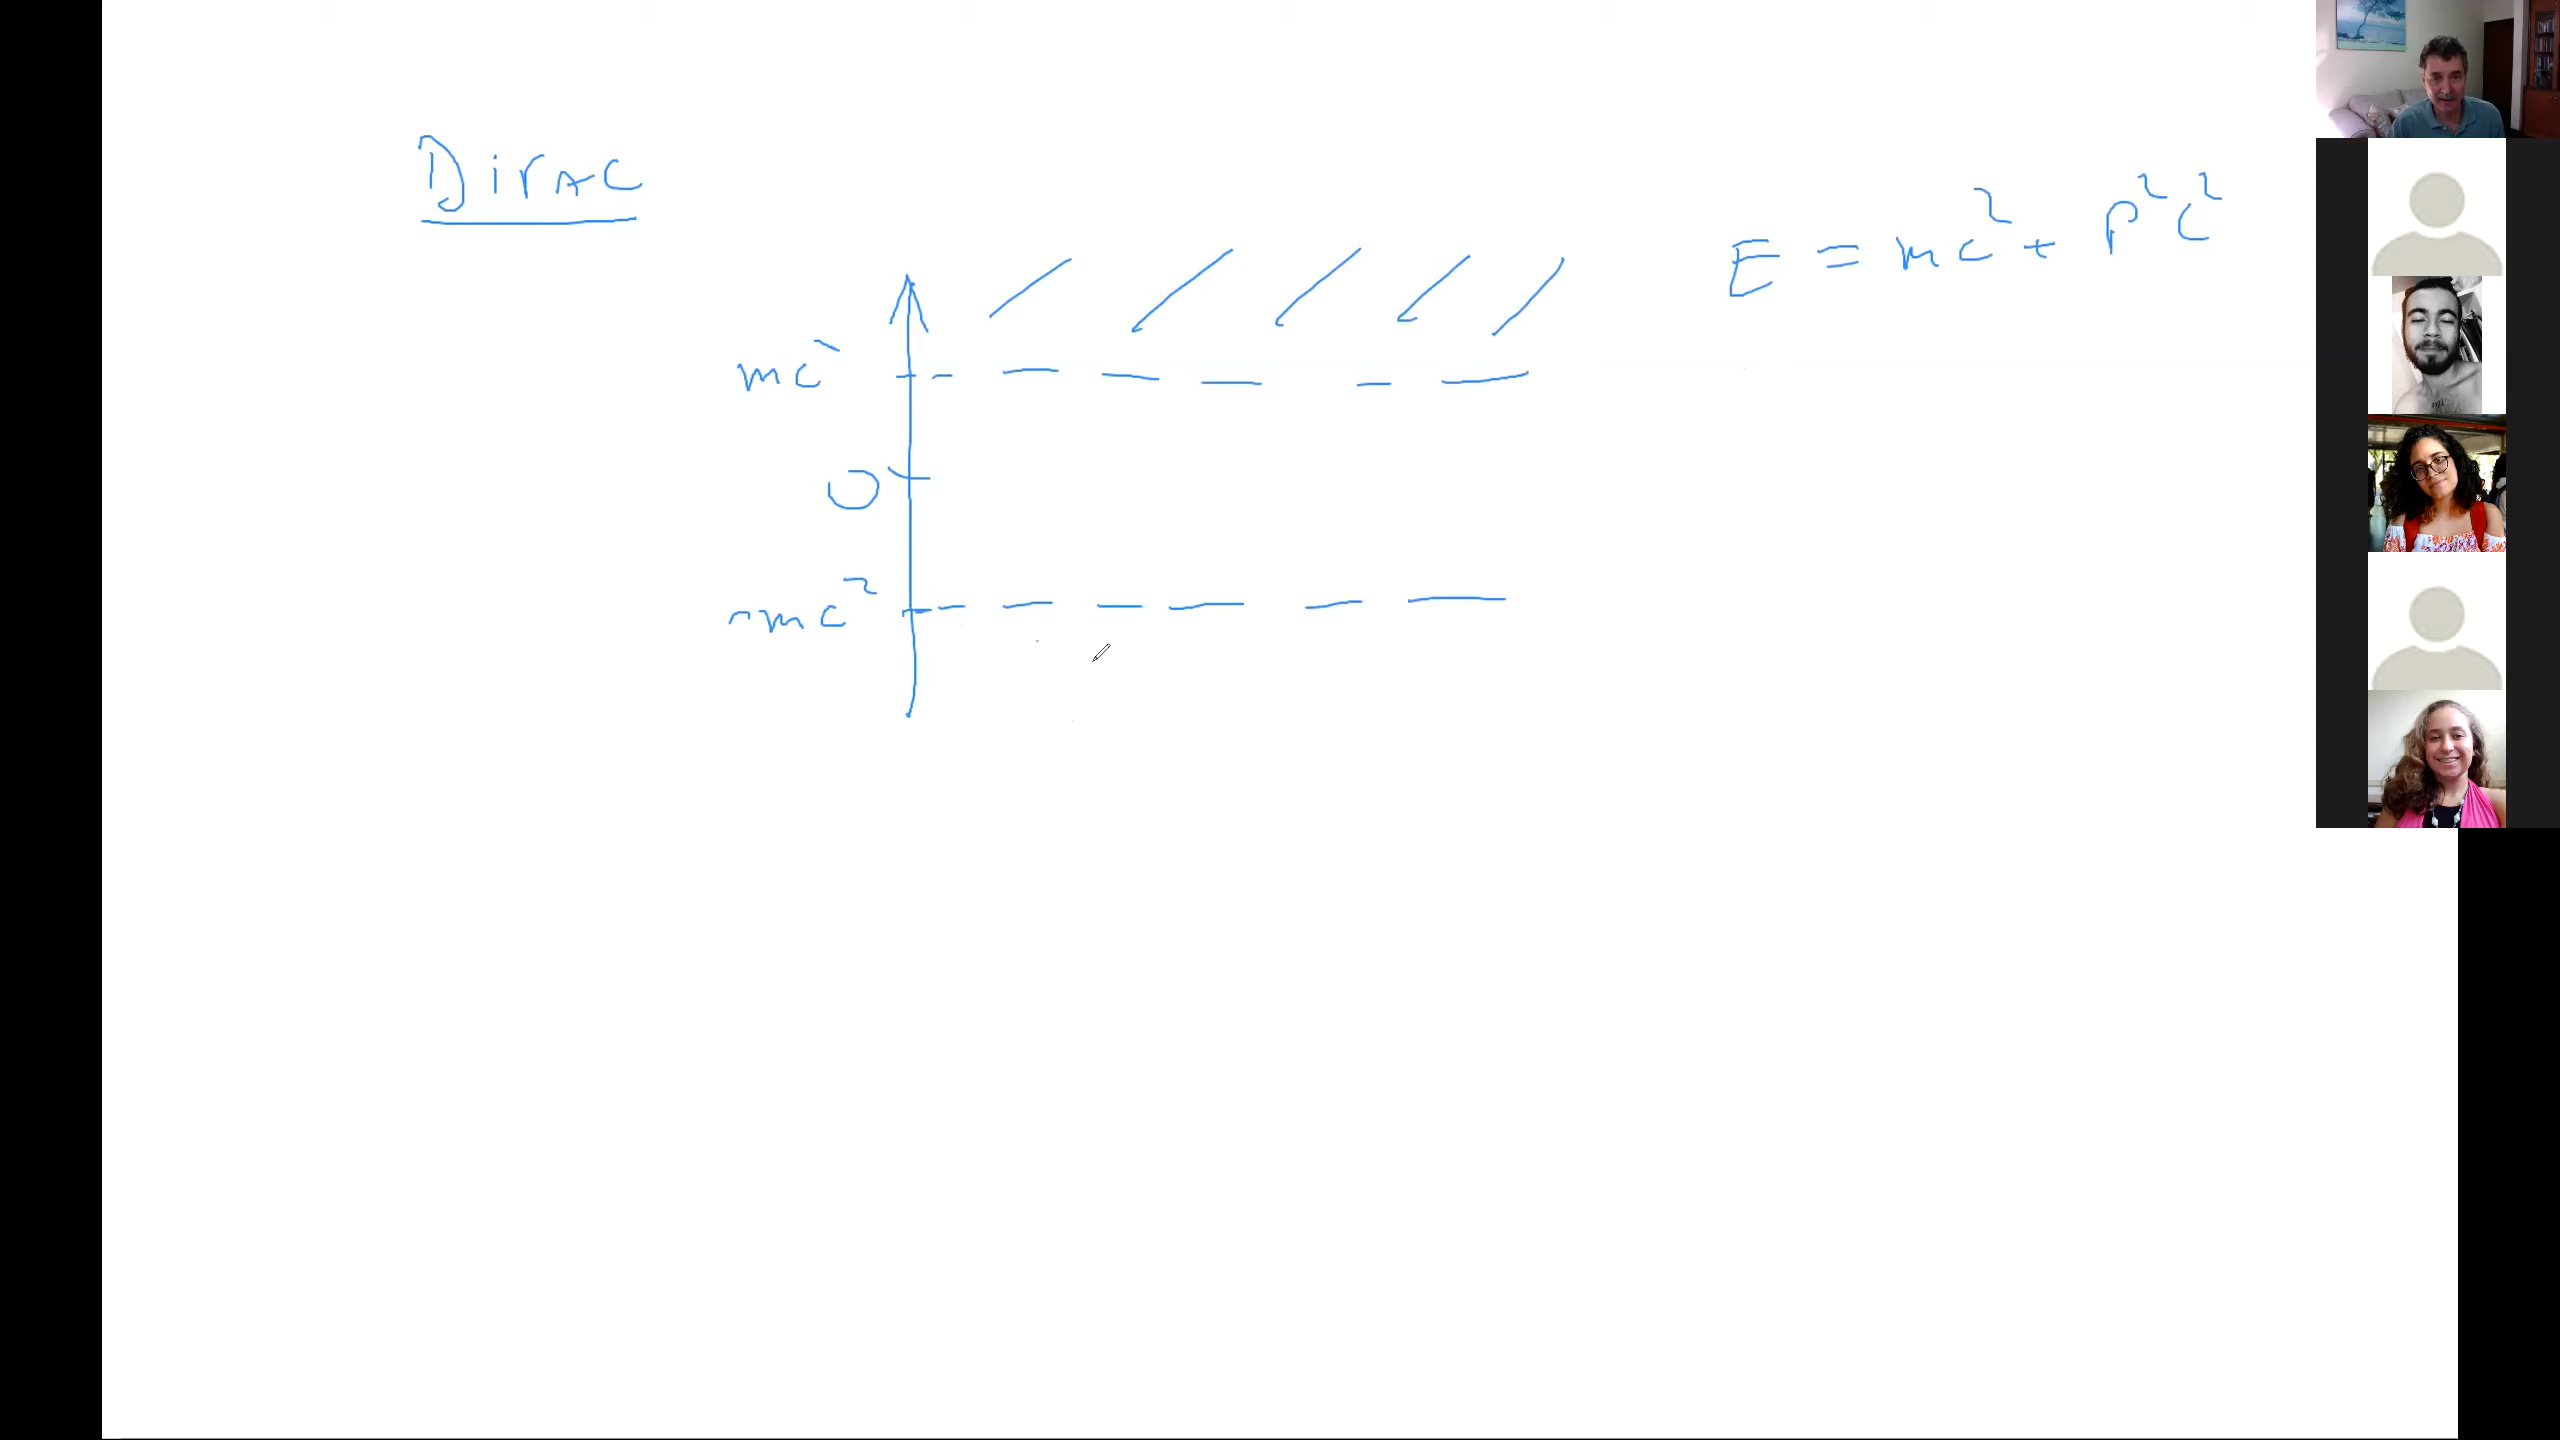 Dirac
E = mc² + p²c²
mc²
0
-mc²